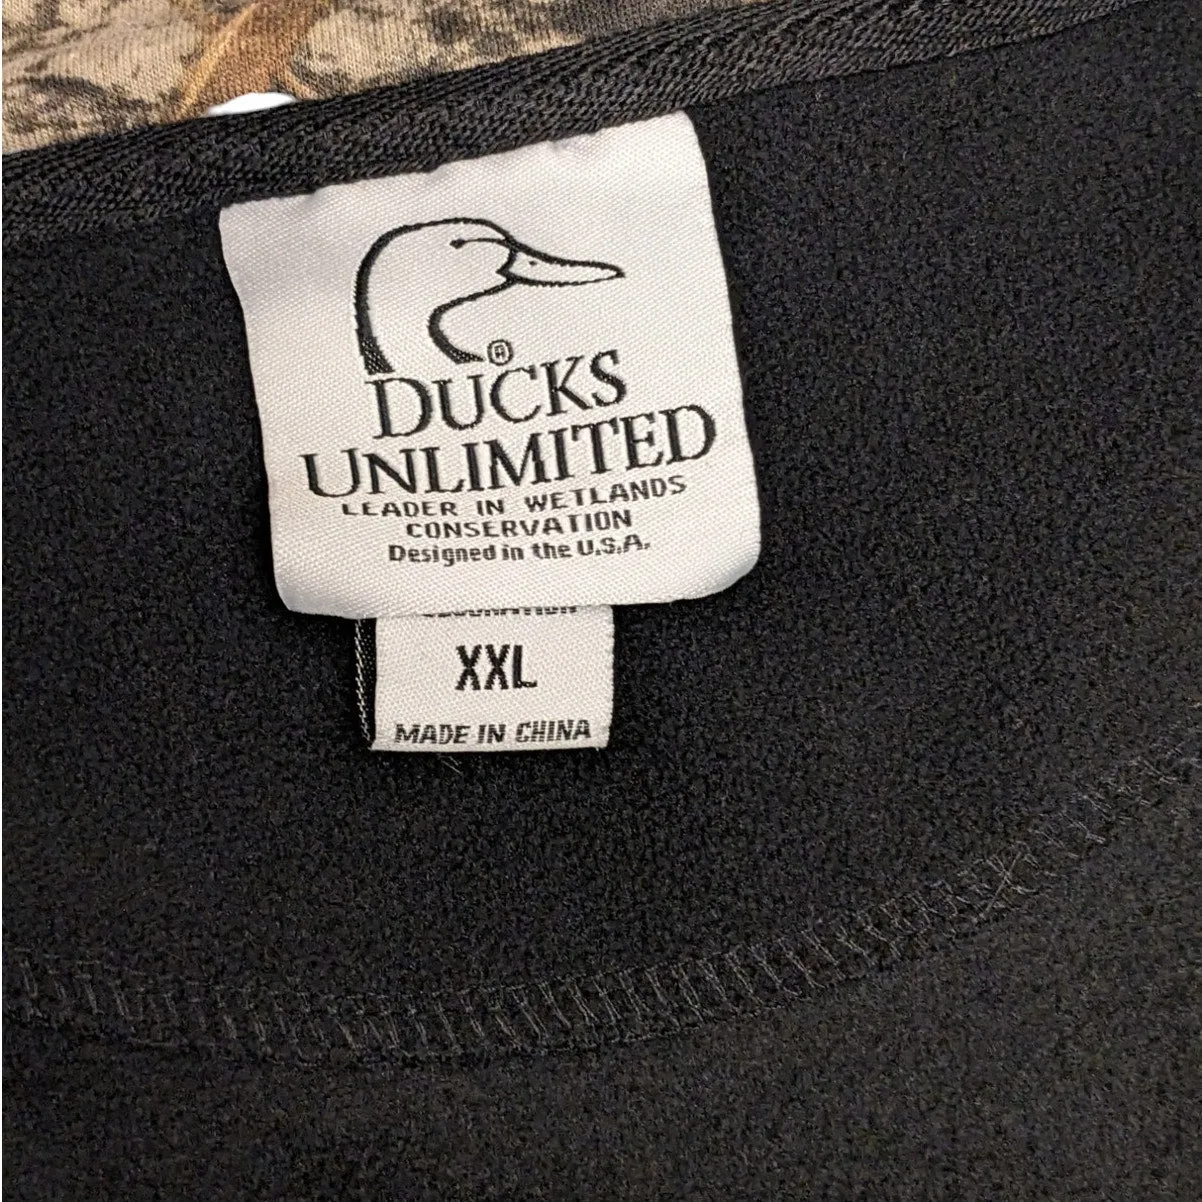 ®
DUCKS
UNLIMITED
LEADER IN WETLANDS
CONSERVATION
Designed in the U.S.A.
XXL
MADE IN CHINA